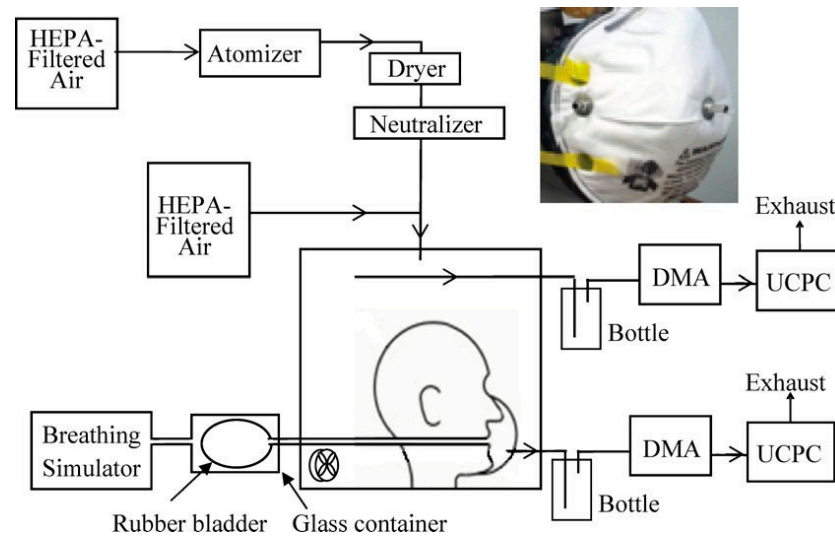 HEPA-
Filtered
Air
Atomizer
Dryer
Neutralizer
HEPA-
Filtered
Air
Exhaust
DMA
UCPC
Bottle
Exhaust
Breathing
Simulator
DMA
UCPC
Bottle
Rubber bladder
Glass container